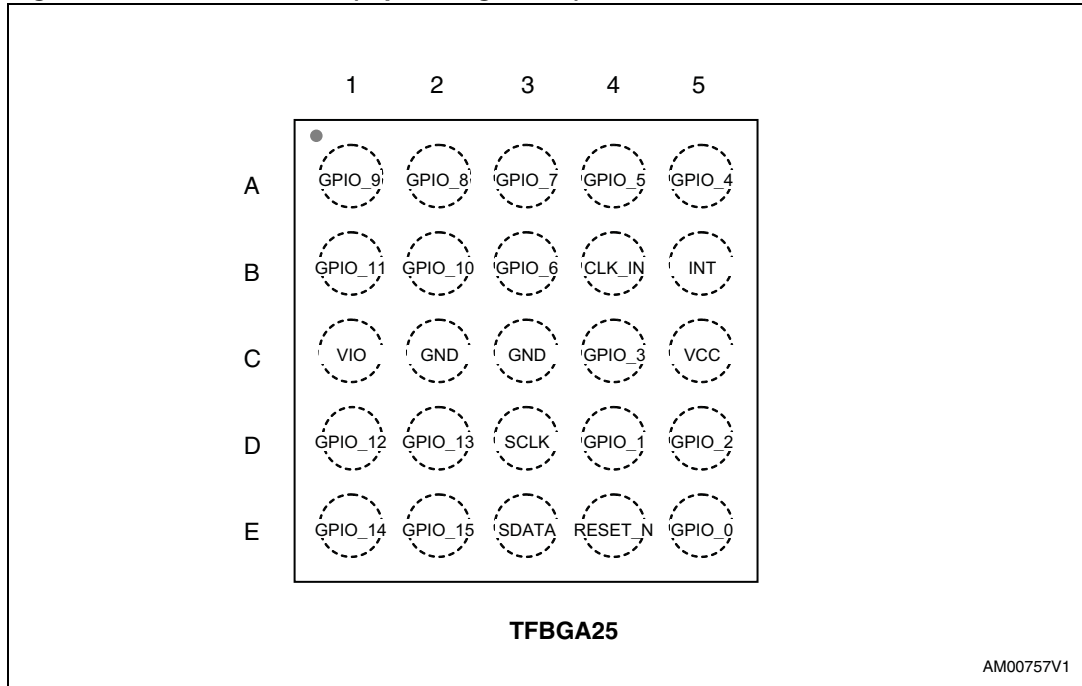 1 2 3 4 5
A GPIO_9 GPIO_8 GPIO_7 GPIO_5 GPIO_4
B GPIO_11 GPIO_10 GPIO_6 CLK_IN INT
C VIO GND GND GPIO_3 VCC
D GPIO_12 GPIO_13 SCLK GPIO_1 GPIO_2
E GPIO_14 GPIO_15 SDATA RESET_N GPIO_0
TFBGA25
AM00757V1